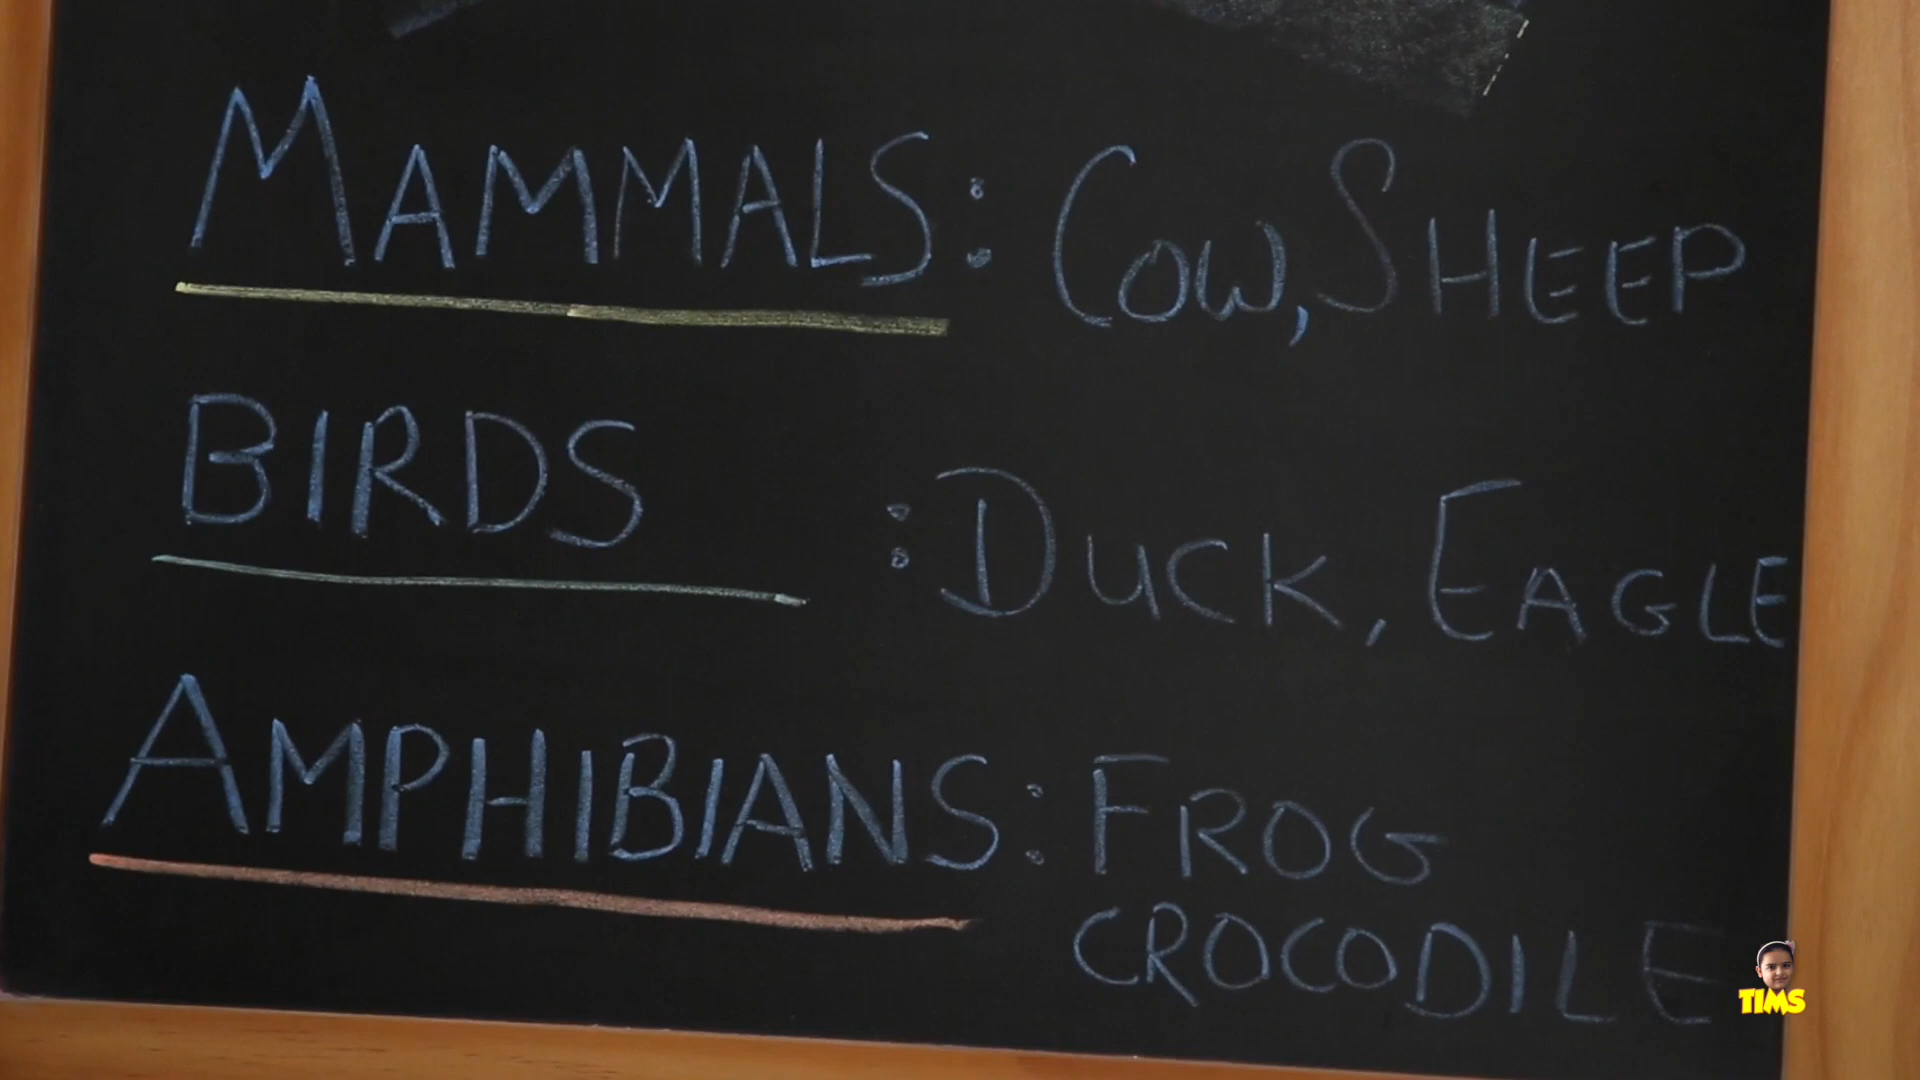 MAMMALS: COW, SHEEP
BIRDS : DUCK, EAGLE
AMPHIBIANS: FROG
CROCODILE
TIMS